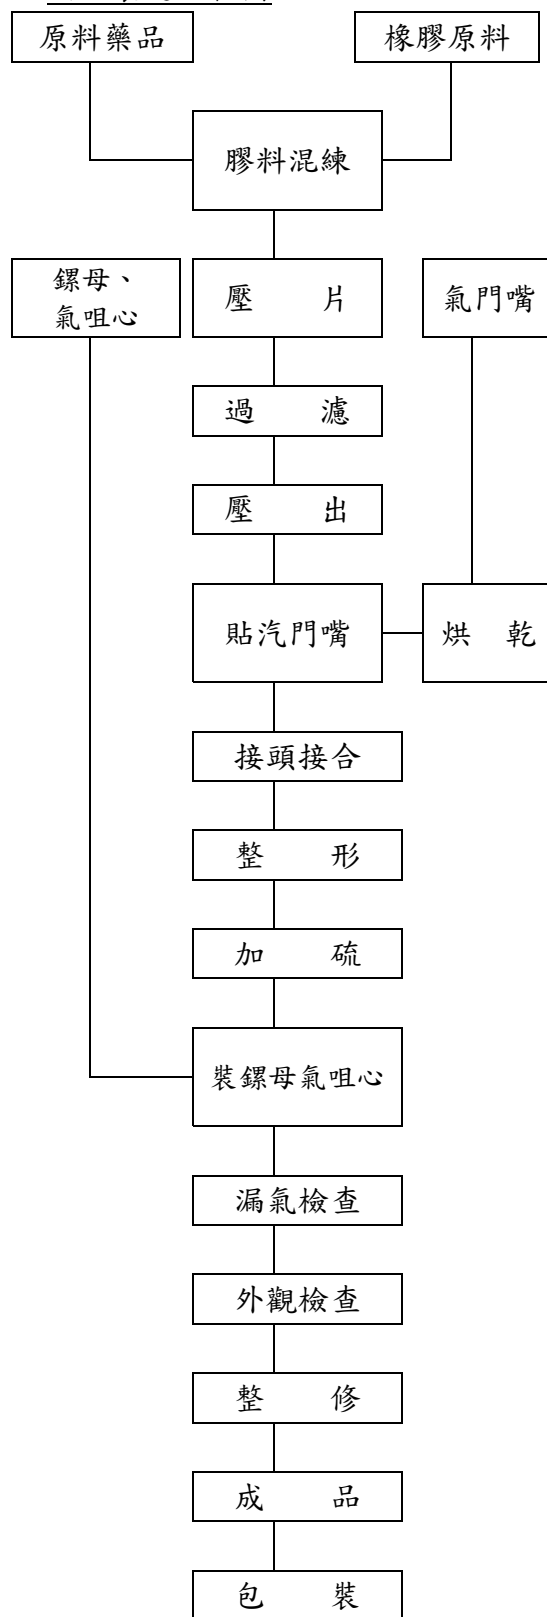 原料藥品
橡膠原料
膠料混練
鏍母、
氣咀心
壓 片
氣門嘴
過 濾
壓 出
貼汽門嘴
烘 乾
接頭接合
整 形
加 硫
裝鏍母氣咀心
漏氣檢查
外觀檢查
整 修
成 品
包 裝